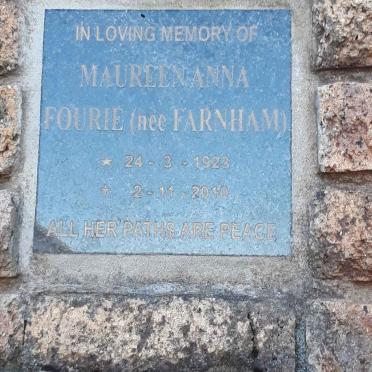 IN LOVING MEMORY OF
MAUREEN ANNA
FOURIE (née FARNHAM)
★ 24 - 3 - 1923
✝ 2 - 11 - 2010
ALL HER PATHS ARE PEACE